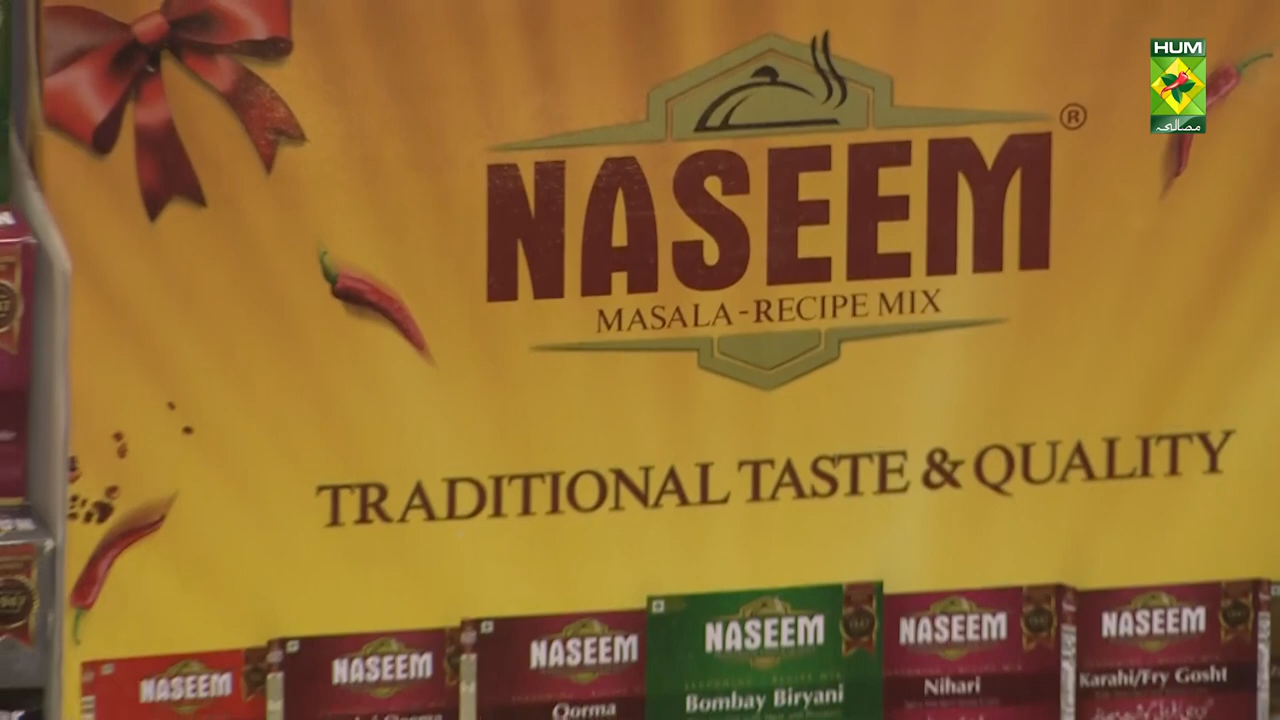 HUM
مصالحہ
NASEEM
®
MASALA-RECIPE MIX
TRADITIONAL TASTE & QUALITY
NASEEM
NASEEM
NASEEM
Qorma
NASEEM
Bombay Biryani
NASEEM
Nihari
NASEEM
Karahi/Fry Gosht